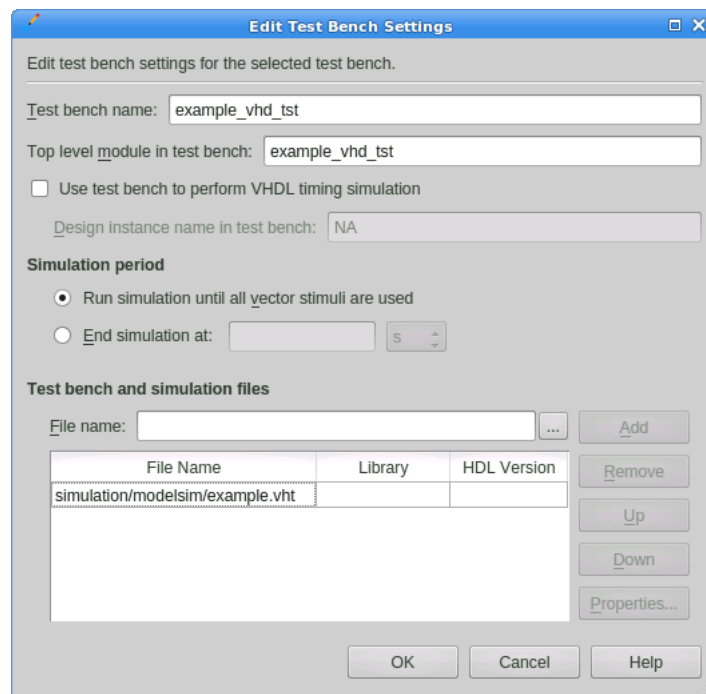 Edit Test Bench Settings
Edit test bench settings for the selected test bench.
Test bench name: example_vhd_tst
Top level module in test bench: example_vhd_tst
Use test bench to perform VHDL timing simulation
Design instance name in test bench: NA
Simulation period
Run simulation until all vector stimuli are used
End simulation at: s
Test bench and simulation files
File name: ... Add
File Name Library HDL Version
Remove
simulation/modelsim/example.vht
Up
Down
Properties...
OK Cancel Help